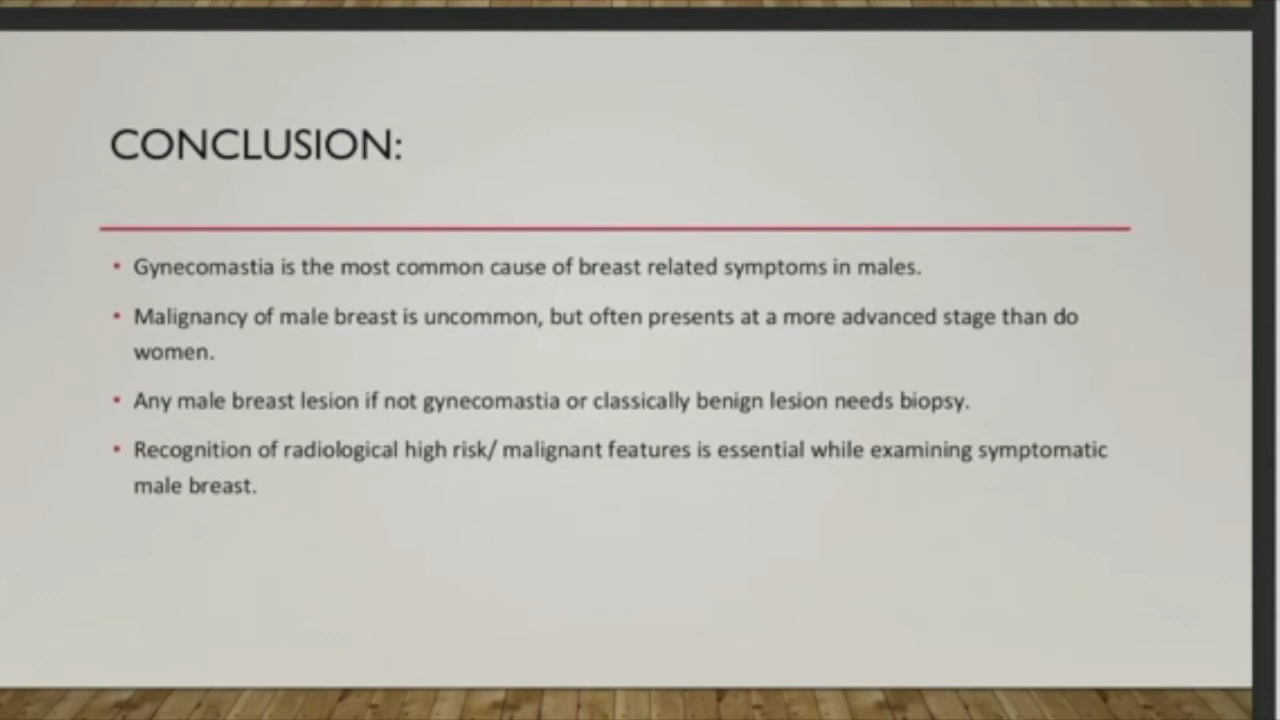 CONCLUSION:
• Gynecomastia is the most common cause of breast related symptoms in males.
• Malignancy of male breast is uncommon, but often presents at a more advanced stage than do
women.
• Any male breast lesion if not gynecomastia or classically benign lesion needs biopsy.
• Recognition of radiological high risk/ malignant features is essential while examining symptomatic
male breast.